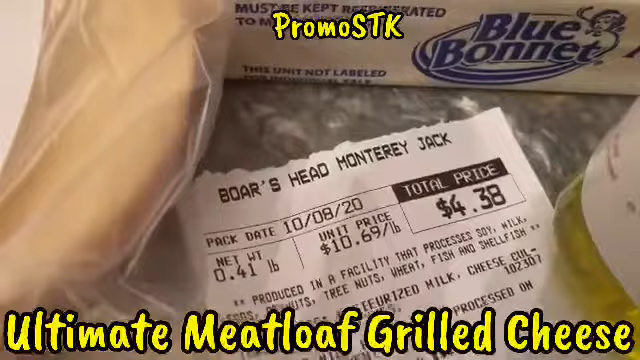 PromoSTK
MUST BE KEPT REFRIGERATED
TO
Blue
Bonnet
THIS UNIT NOT LABELED
BOAR'S HEAD MONTEREY JACK
TOTAL PRICE
$4.38
PACK DATE 10/08/20
UNIT PRICE
$10.69/lb
NET WT
0.41 lb
** PRODUCED IN A FACILITY THAT PROCESSES SOY, MILK,
TREE NUTS, WHEAT, FISH AND SHELLFISH **
MILK, CHEESE CUL-
102307
PROCESSED ON
Ultimate Meatloaf Grilled Cheese